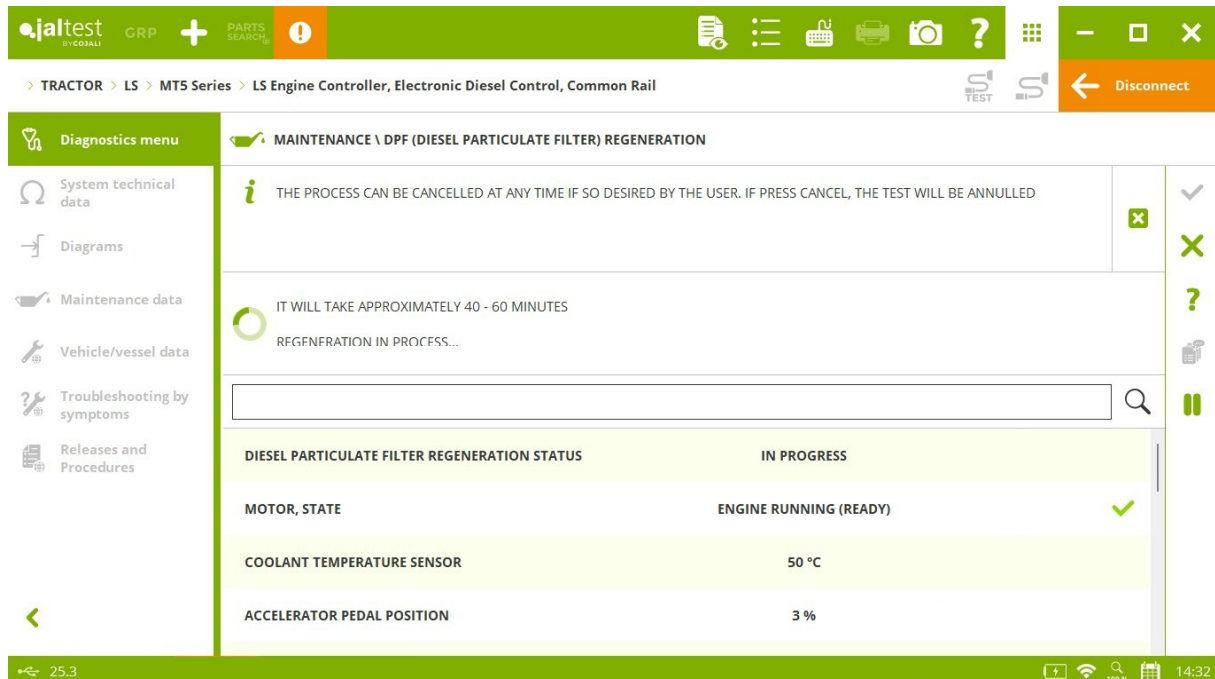 jaltest
BY COJALI
GRP
PARTS
SEARCH®
> TRACTOR > LS > MT5 Series > LS Engine Controller, Electronic Diesel Control, Common Rail
TEST
Disconnect
Diagnostics menu
MAINTENANCE \ DPF (DIESEL PARTICULATE FILTER) REGENERATION
System technical
data
Diagrams
Maintenance data
Vehicle/vessel data
Troubleshooting by
symptoms
Releases and
Procedures
THE PROCESS CAN BE CANCELLED AT ANY TIME IF SO DESIRED BY THE USER. IF PRESS CANCEL, THE TEST WILL BE ANNULLED
IT WILL TAKE APPROXIMATELY 40 - 60 MINUTES
REGENERATION IN PROCESS...
DIESEL PARTICULATE FILTER REGENERATION STATUS IN PROGRESS
MOTOR, STATE ENGINE RUNNING (READY)
COOLANT TEMPERATURE SENSOR 50 ºC
ACCELERATOR PEDAL POSITION 3 %
25.3
100 %
14:32